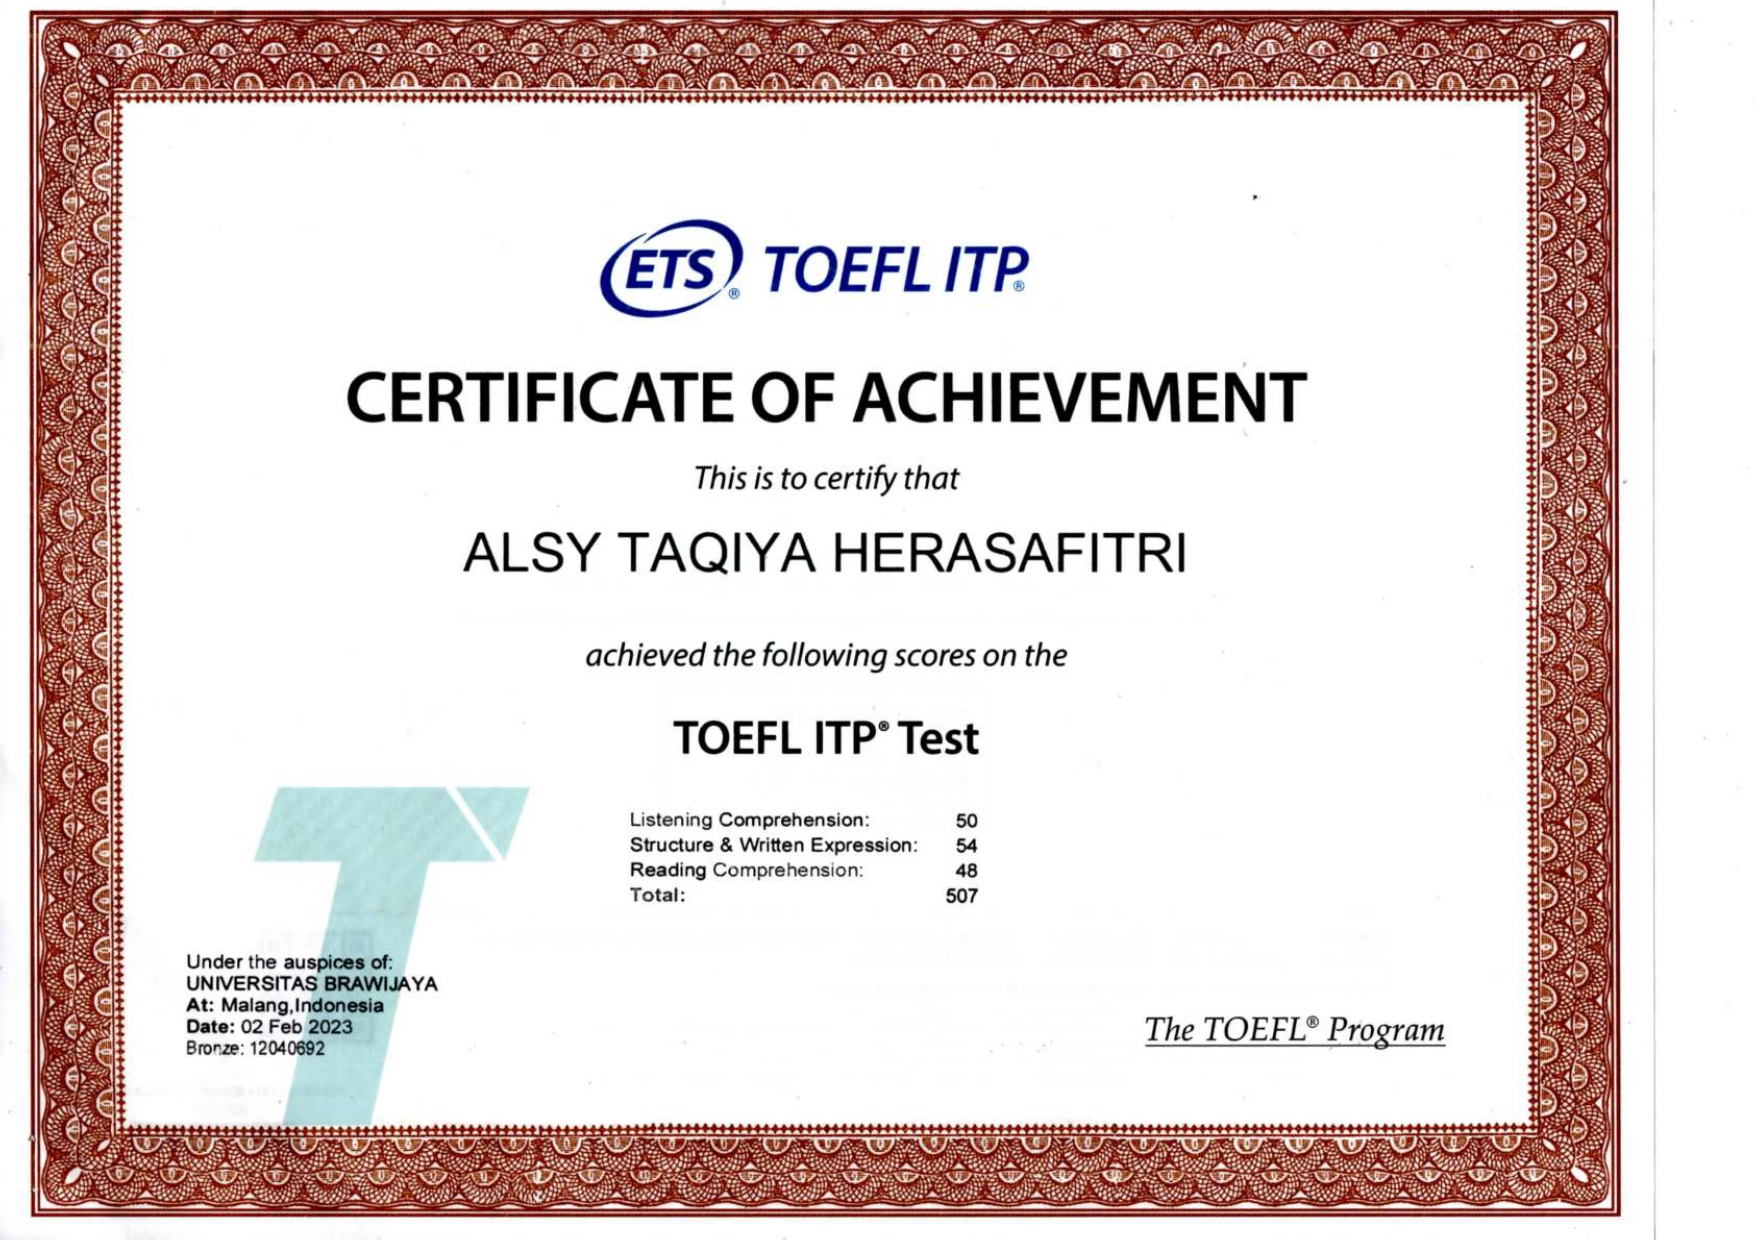 ETS® TOEFL ITP®
CERTIFICATE OF ACHIEVEMENT
This is to certify that
ALSY TAQIYA HERASAFITRI
achieved the following scores on the
TOEFL ITP® Test
Listening Comprehension: 50
Structure & Written Expression: 54
Reading Comprehension: 48
Total: 507
Under the auspices of:
UNIVERSITAS BRAWIJAYA
At: Malang,Indonesia
Date: 02 Feb 2023
Bronze: 12040692
The TOEFL® Program